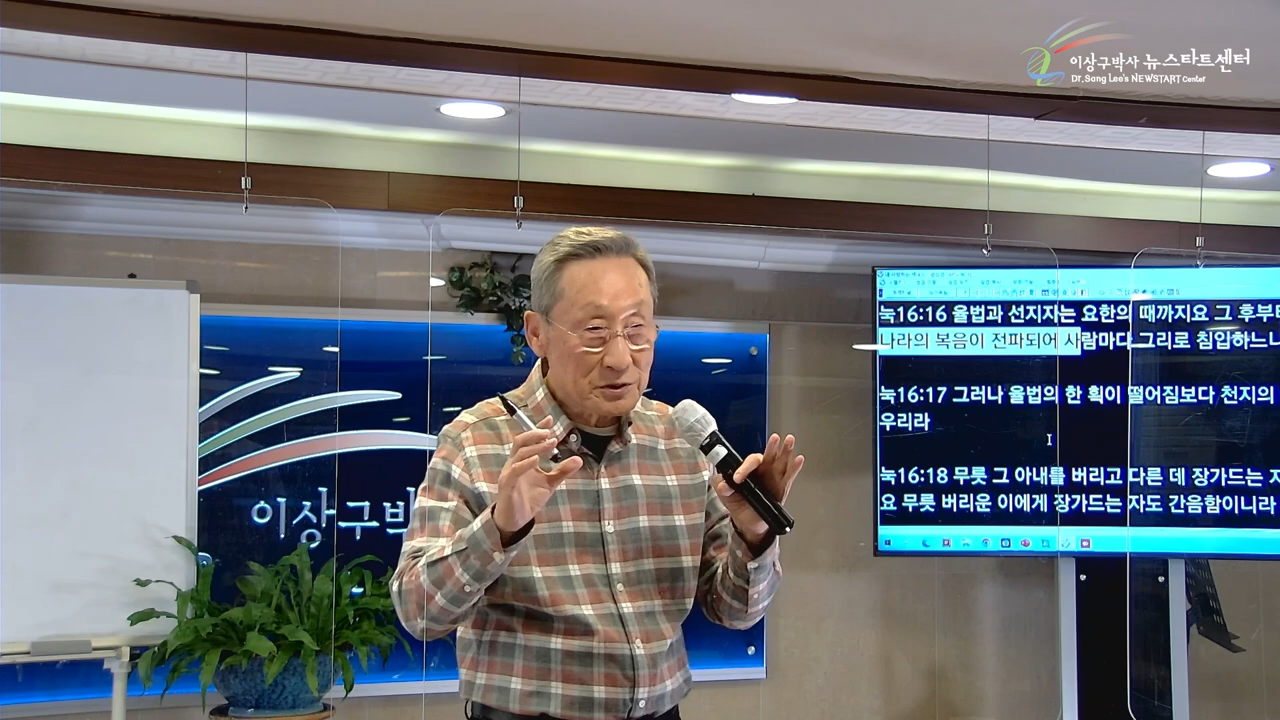 이상구박사 뉴스타트센터
Dr. Sang Lee's NEWSTART Center
이상구박
눅16:16 율법과 선지자는 요한의 때까지요 그 후부터
나라의 복음이 전파되어 사람마다 그리로 침입하느니
눅16:17 그러나 율법의 한 획이 떨어짐보다 천지의
우리라
눅16:18 무릇 그 아내를 버리고 다른 데 장가드는
요 무릇 버리운 이에게 장가드는 자도 간음함이니라